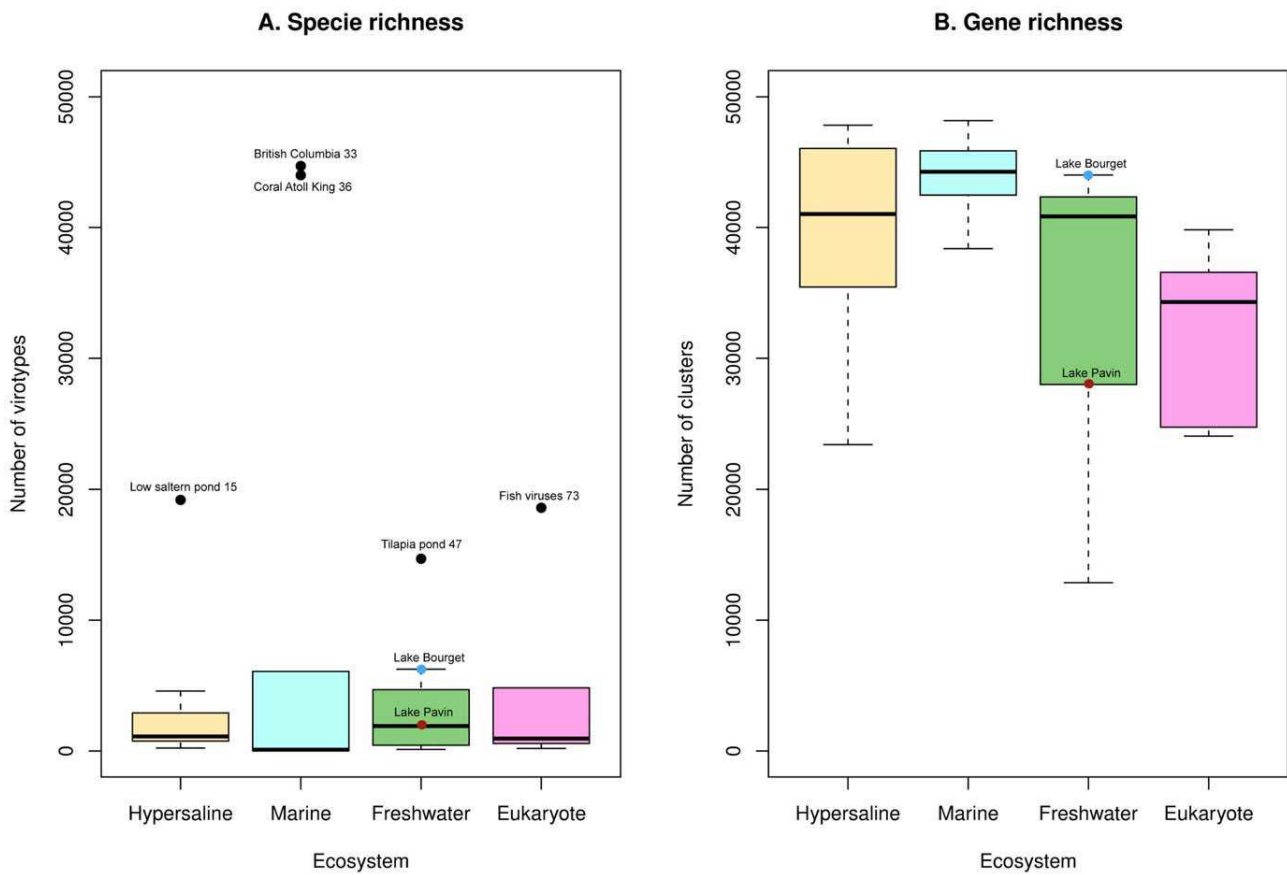 A. Specie richness
Number of virotypes
50000
40000
30000
20000
10000
0
British Columbia 33
Coral Atoll King 36
Low saltern pond 15
Fish viruses 73
Tilapia pond 47
Lake Bourget
Lake Pavin
Hypersaline
Marine
Freshwater
Eukaryote
Ecosystem
B. Gene richness
Number of clusters
50000
40000
30000
20000
10000
0
Lake Bourget
Lake Pavin
Hypersaline
Marine
Freshwater
Eukaryote
Ecosystem